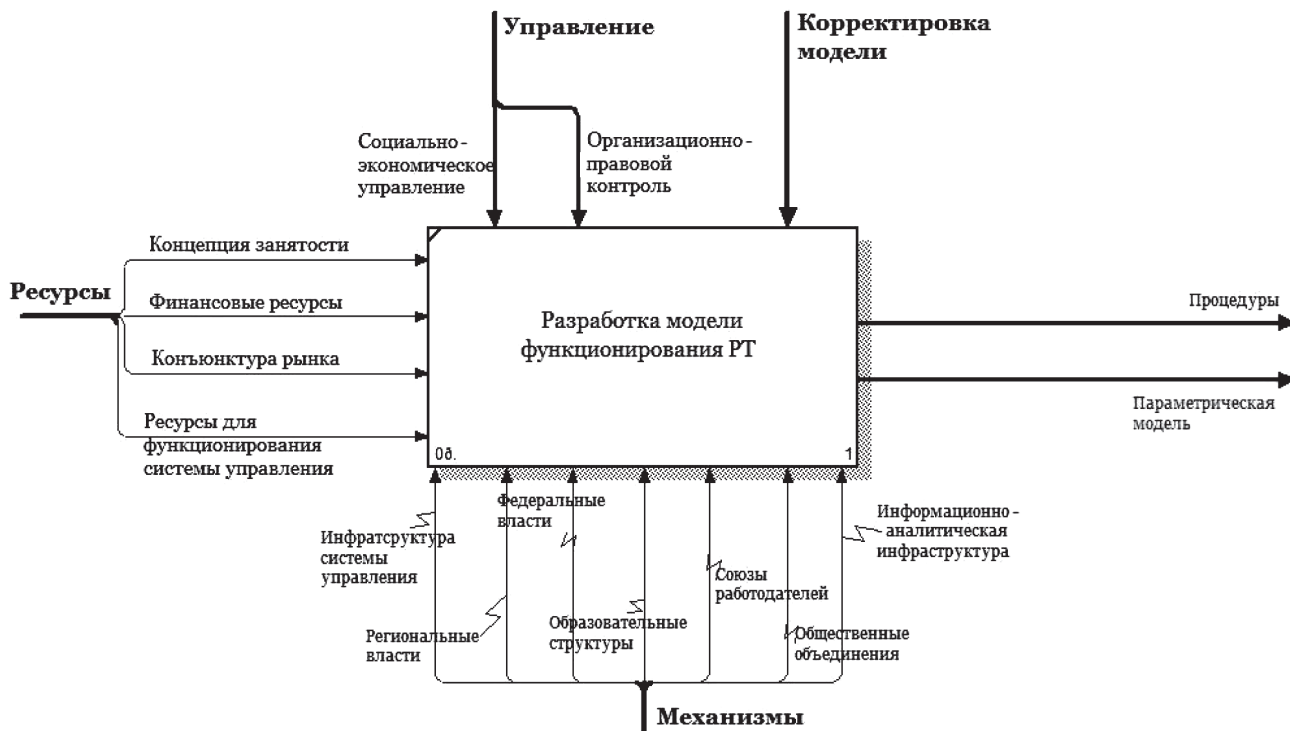 Управление
Корректировка
модели
Социально-
экономическое
управление
Организационно-
правовой
контроль
Ресурсы
Концепция занятости
Финансовые ресурсы
Конъюнктура рынка
Ресурсы для
функционирования
системы управления
Разработка модели
функционирования РТ
0ð.
1
Процедуры
Параметрическая
модель
Инфратсруктура
системы
управления
Региональные
власти
Федеральные
власти
Образовательные
структуры
Союзы
работодателей
Общественные
объединения
Информационно-
аналитическая
инфраструктура
Механизмы